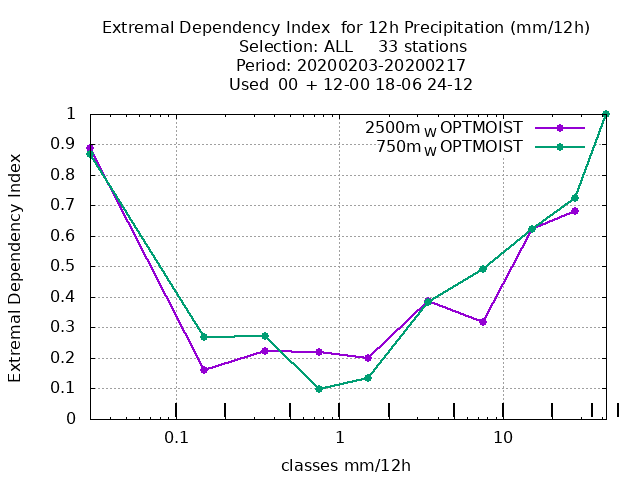 Extremal Dependency Index for 12h Precipitation (mm/12h)
Selection: ALL 33 stations
Period: 20200203-20200217
Used 00 + 12-00 18-06 24-12
2500m W OPTMOIST
750m W OPTMOIST
1
0.9
0.8
0.7
0.6
0.5
0.4
0.3
0.2
0.1
0
Extremal Dependency Index
0.1 1 10
classes mm/12h